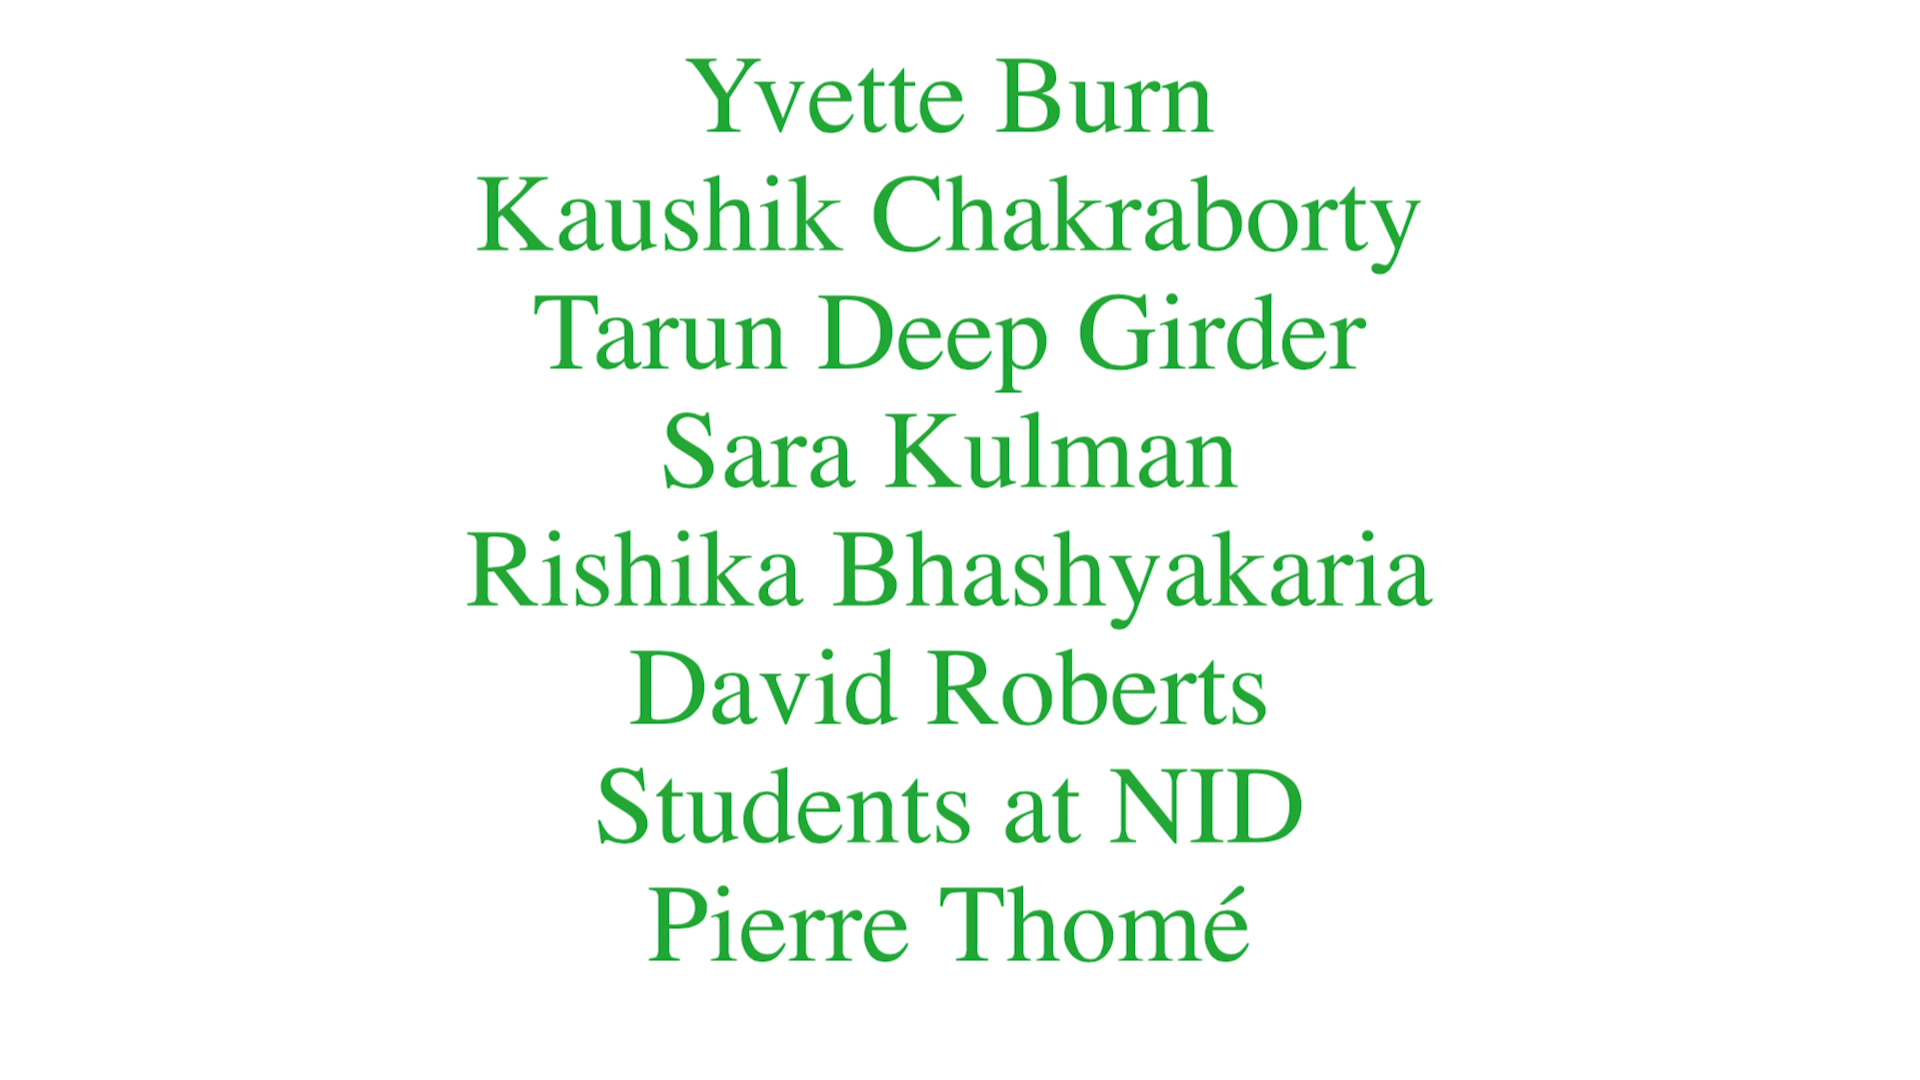 Yvette Burn
Kaushik Chakraborty
Tarun Deep Girder
Sara Kulman
Rishika Bhashyakaria
David Roberts
Students at NID
Pierre Thomé